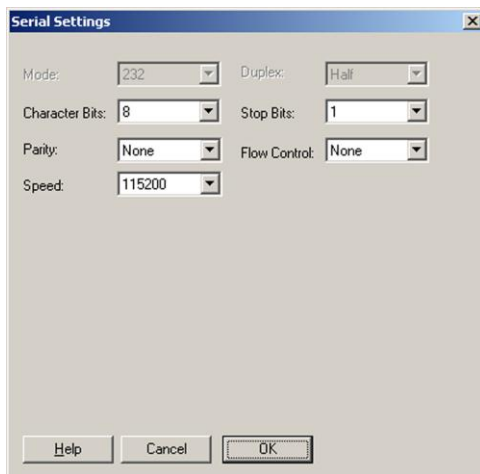 Serial Settings
Mode: 232 Duplex: Half
Character Bits: 8 Stop Bits: 1
Parity: None Flow Control: None
Speed: 115200
Help Cancel OK